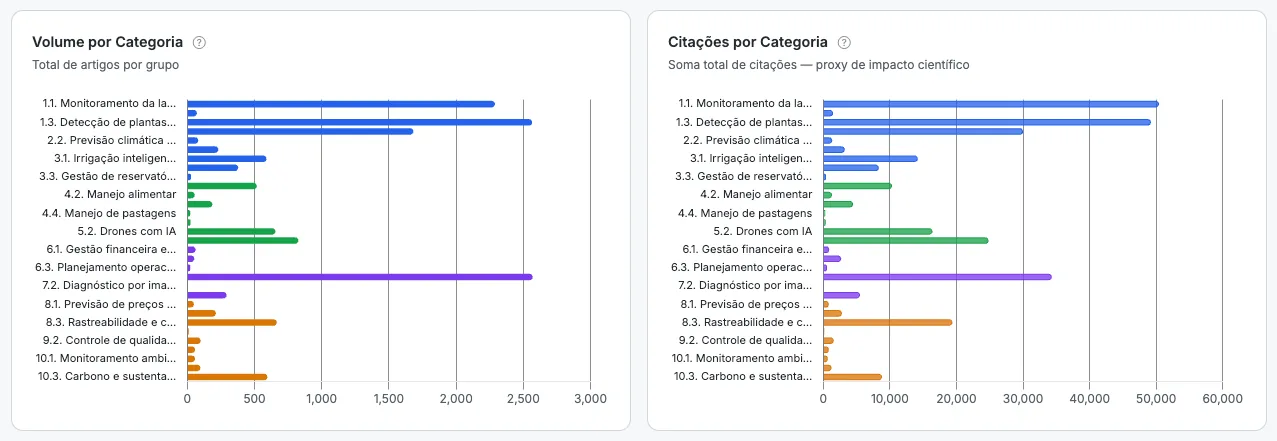 Volume por Categoria ?
Total de artigos por grupo
1.1. Monitoramento da la...
1.3. Detecção de plantas...
2.2. Previsão climática ...
3.1. Irrigação inteligen...
3.3. Gestão de reservató...
4.2. Manejo alimentar
4.4. Manejo de pastagens
5.2. Drones com IA
6.1. Gestão financeira e...
6.3. Planejamento operac...
7.2. Diagnóstico por ima...
8.1. Previsão de preços ...
8.3. Rastreabilidade e c...
9.2. Controle de qualida...
10.1. Monitoramento ambi...
10.3. Carbono e sustenta...
0 500 1,000 1,500 2,000 2,500 3,000
Citações por Categoria ?
Soma total de citações — proxy de impacto científico
1.1. Monitoramento da la...
1.3. Detecção de plantas...
2.2. Previsão climática ...
3.1. Irrigação inteligen...
3.3. Gestão de reservató...
4.2. Manejo alimentar
4.4. Manejo de pastagens
5.2. Drones com IA
6.1. Gestão financeira e...
6.3. Planejamento operac...
7.2. Diagnóstico por ima...
8.1. Previsão de preços ...
8.3. Rastreabilidade e c...
9.2. Controle de qualida...
10.1. Monitoramento ambi...
10.3. Carbono e sustenta...
0 10,000 20,000 30,000 40,000 50,000 60,000